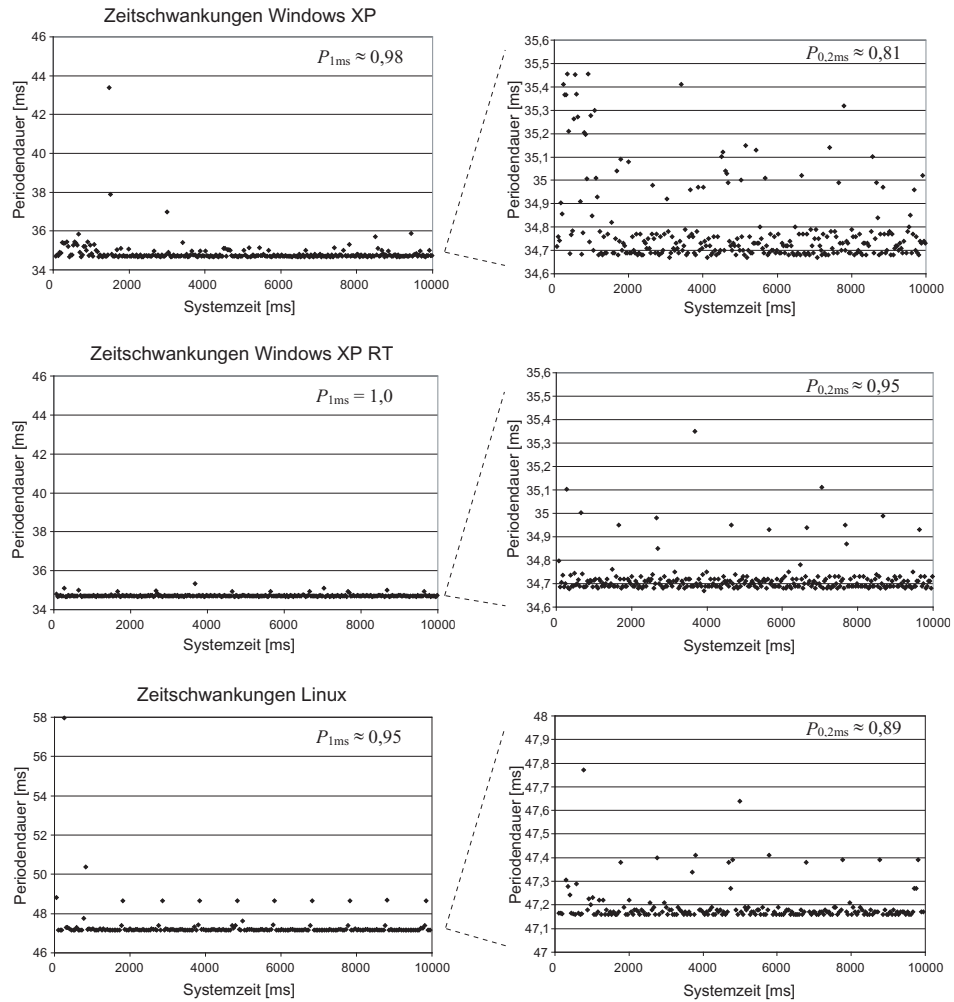 Zeitschwankungen Windows XP
P1ms ≈ 0,98
Periodendauer [ms]
46
44
42
40
38
36
34
0 2000 4000 6000 8000 10000
Systemzeit [ms]
P0,2ms ≈ 0,81
Periodendauer [ms]
35,6
35,5
35,4
35,3
35,2
35,1
35
34,9
34,8
34,7
34,6
0 2000 4000 6000 8000 10000
Systemzeit [ms]
Zeitschwankungen Windows XP RT
P1ms = 1,0
Periodendauer [ms]
46
44
42
40
38
36
34
0 2000 4000 6000 8000 10000
Systemzeit [ms]
P0,2ms ≈ 0,95
Periodendauer [ms]
35,6
35,5
35,4
35,3
35,2
35,1
35
34,9
34,8
34,7
34,6
0 2000 4000 6000 8000 10000
Systemzeit [ms]
Zeitschwankungen Linux
P1ms ≈ 0,95
Periodendauer [ms]
58
56
54
52
50
48
46
0 2000 4000 6000 8000 10000
Systemzeit [ms]
P0,2ms ≈ 0,89
Periodendauer [ms]
48
47,9
47,8
47,7
47,6
47,5
47,4
47,3
47,2
47,1
47
0 2000 4000 6000 8000 10000
Systemzeit [ms]